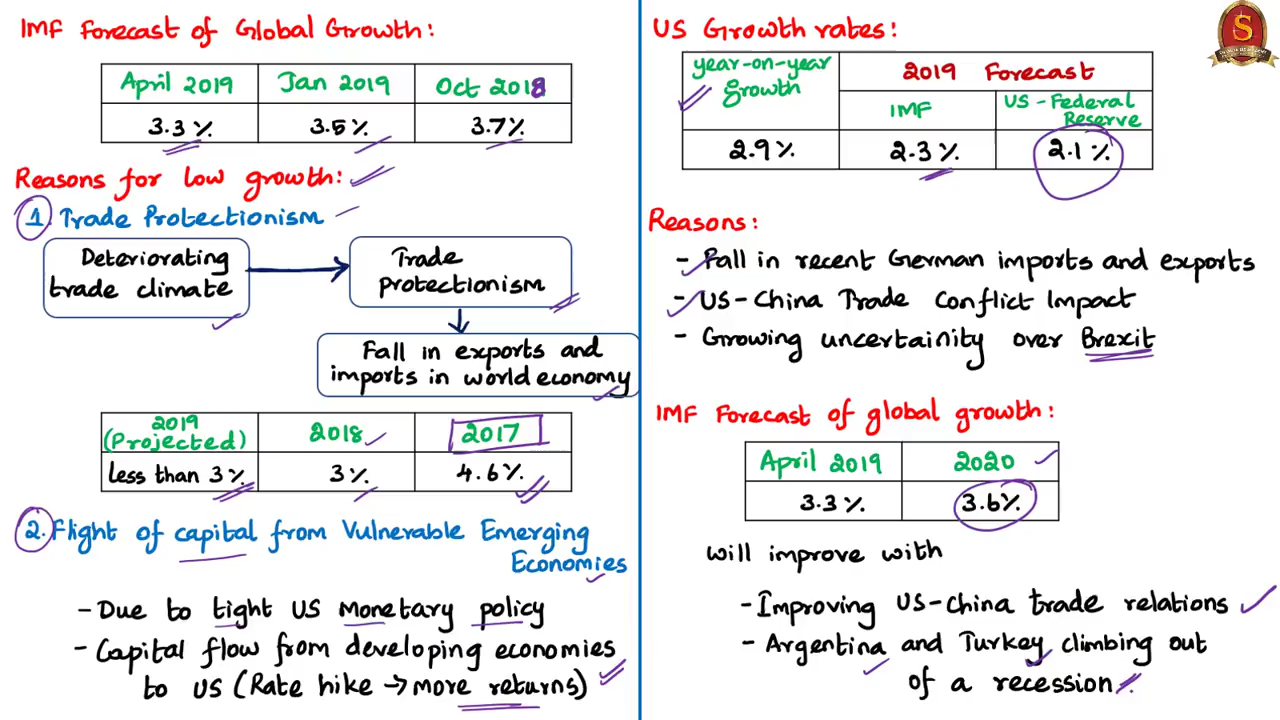 IMF Forecast of Global Growth:
April 2019 Jan 2019 Oct 2018
3.3% 3.5% 3.7%
Reasons for low growth:
1. Trade Protectionism
Deteriorating
trade climate
Trade
protectionism
Fall in exports and
imports in world economy
2019
(Projected) 2018 2017
less than 3% 3% 4.6%
2. Flight of capital from Vulnerable Emerging
Economies
- Due to tight US Monetary policy
- Capital flow from developing economies
to US (Rate hike → more returns)
US Growth rates:
year-on-year
growth
2019 Forecast
IMF
US - Federal
Reserve
2.9% 2.3% 2.1%
Reasons:
- Fall in recent German imports and exports
- US-China Trade Conflict Impact
- Growing uncertainity over Brexit
IMF Forecast of global growth:
April 2019 2020
3.3% 3.6%
will improve with
- Improving US-China trade relations
- Argentina and Turkey climbing out
of a recession
S